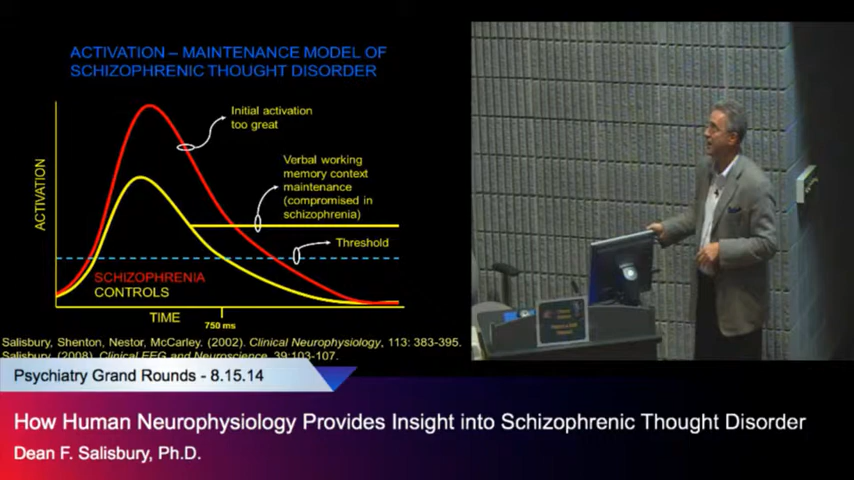 ACTIVATION – MAINTENANCE MODEL OF
SCHIZOPHRENIC THOUGHT DISORDER
Initial activation
too great
Verbal working
memory context
maintenance
(compromised in
schizophrenia)
Threshold
ACTIVATION
SCHIZOPHRENIA
CONTROLS
TIME
750 ms
Salisbury, Shenton, Nestor, McCarley. (2002). Clinical Neurophysiology, 113: 383-395.
Salisbury. (2008). Clinical EEG and Neuroscience, 39:103-107.
Psychiatry Grand Rounds - 8.15.14
How Human Neurophysiology Provides Insight into Schizophrenic Thought Disorder
Dean F. Salisbury, Ph.D.